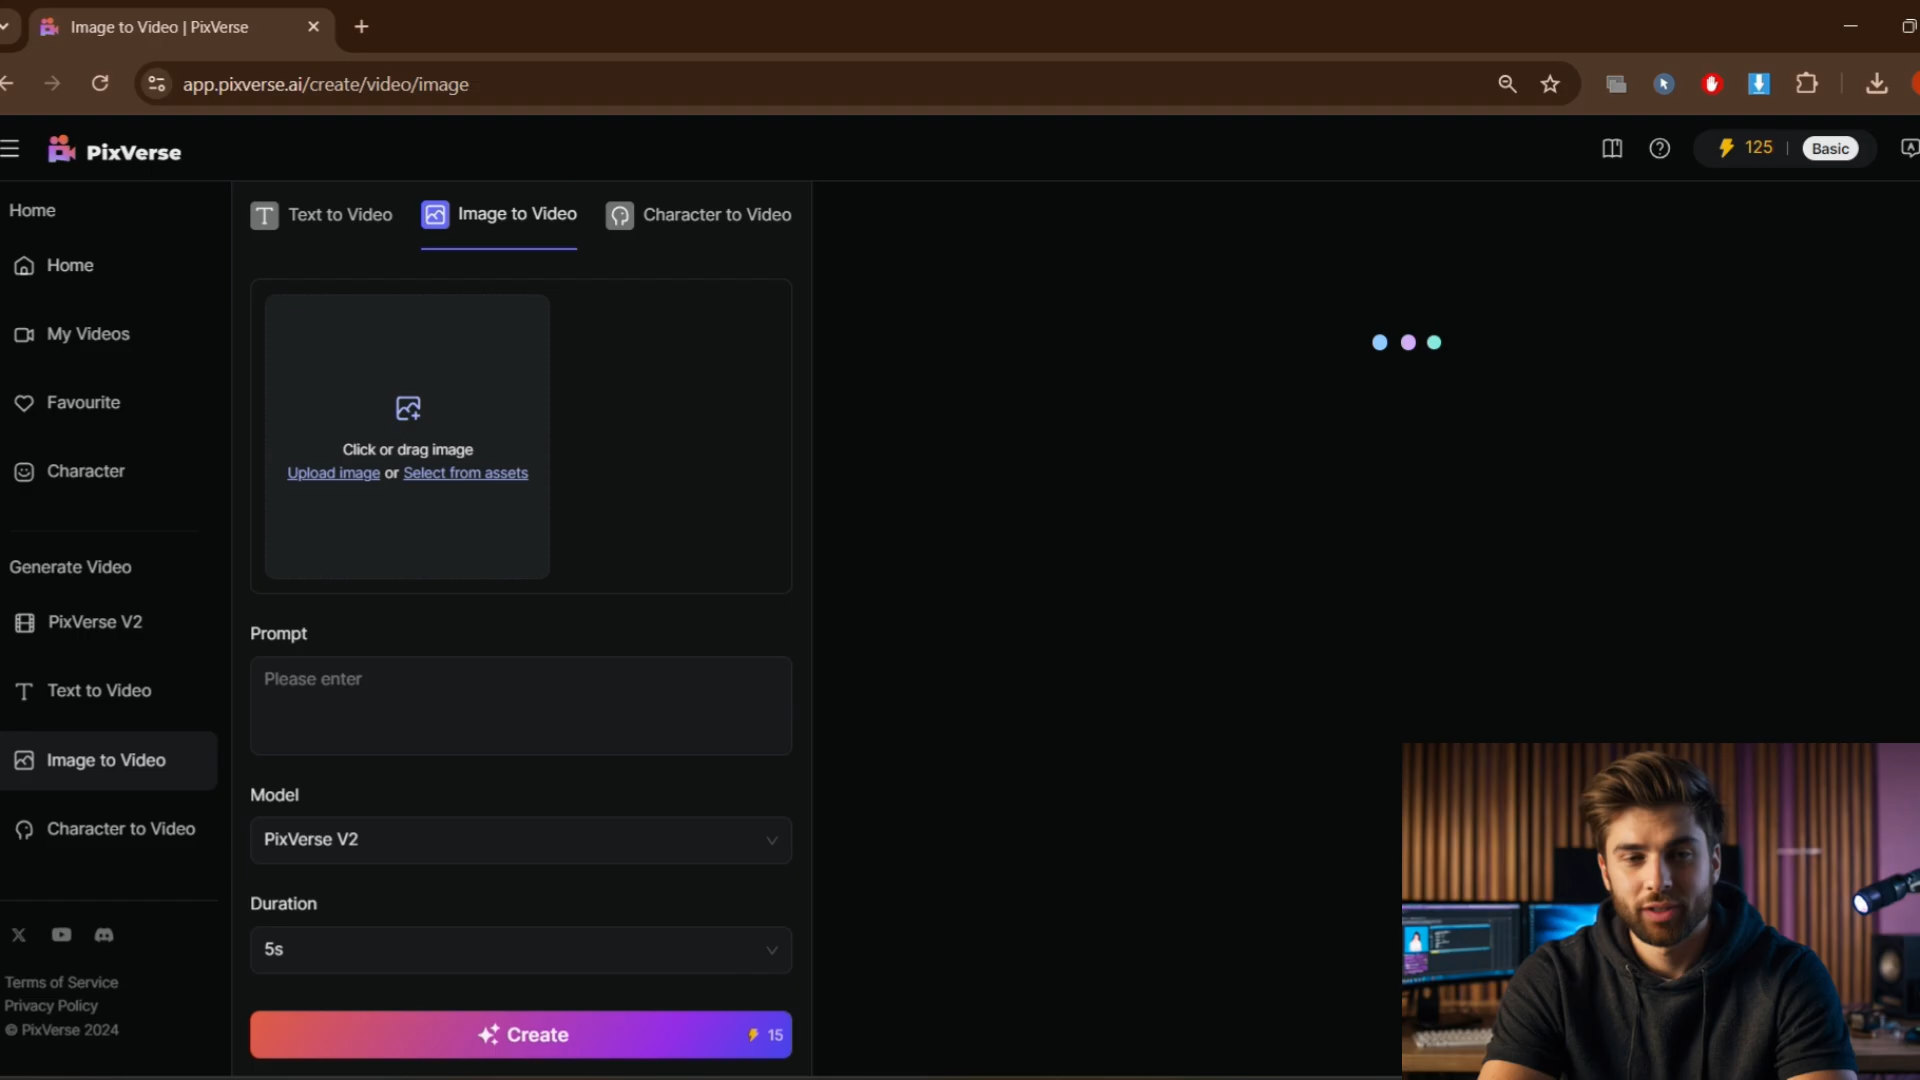 Image to Video | PixVerse
app.pixverse.ai/create/video/image
PixVerse
125 | Basic
Home
Home
My Videos
Favourite
Character
Generate Video
PixVerse V2
Text to Video
Image to Video
Character to Video
Terms of Service
Privacy Policy
© PixVerse 2024
Text to Video
Image to Video
Character to Video
Click or drag image
Upload image or Select from assets
Prompt
Please enter
Model
PixVerse V2
Duration
5s
Create
15